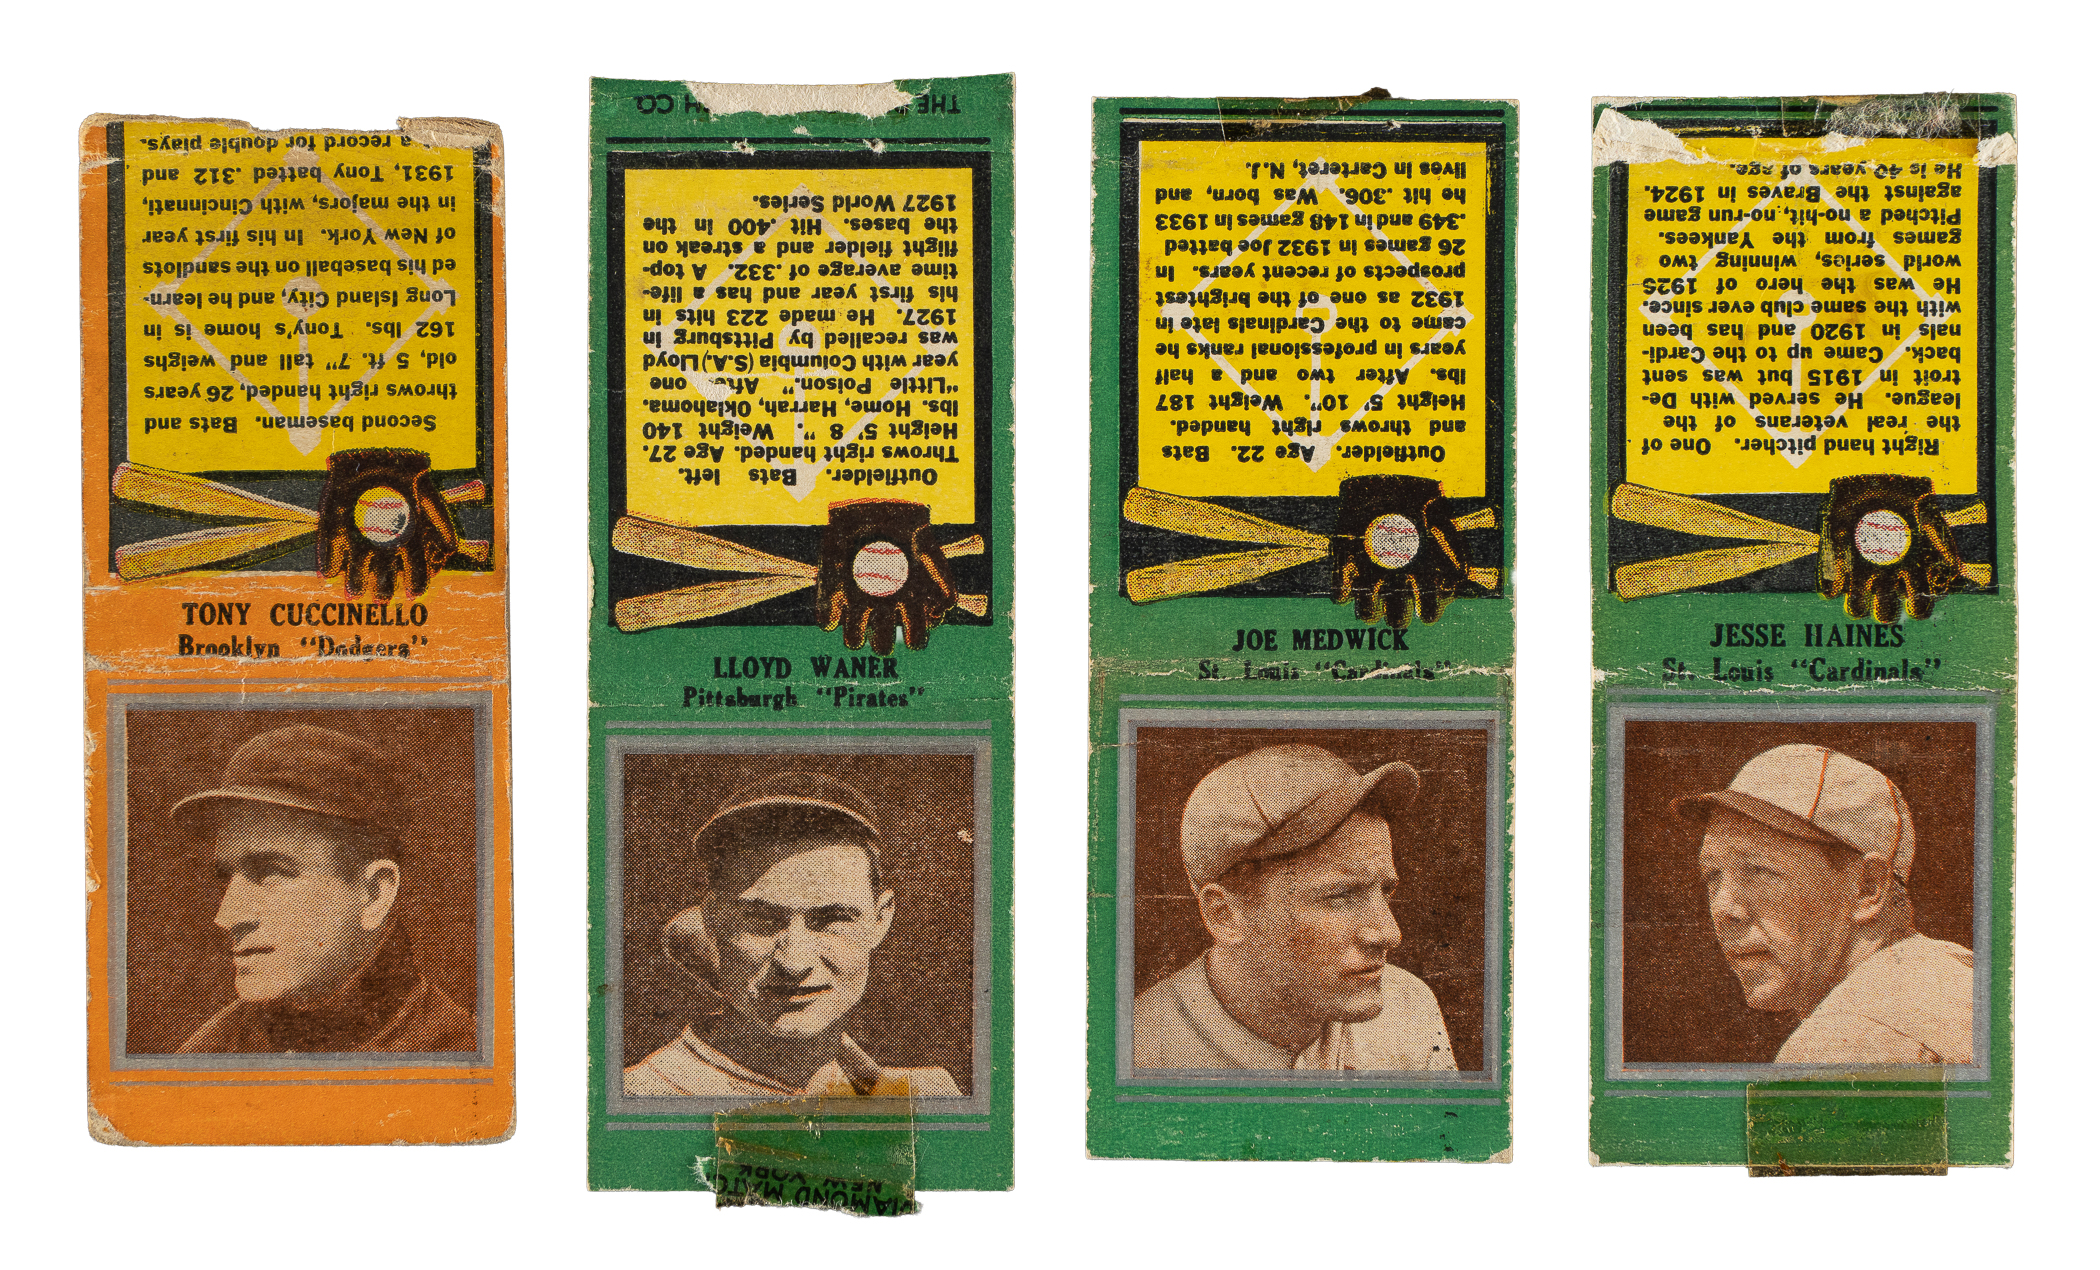 Second baseman. Bats and
throws right handed, 26 years
old, 5 ft. 7" tall and weighs
162 lbs. Tony's home is in
Long Island City, and he learn-
ed his baseball on the sandlots
of New York. In his first year
in the majors, with Cincinnati,
1931, Tony batted .312 and
a record for double plays.
TONY CUCCINELLO
Brooklyn "Dodgers"
THE H CO.
Outfielder. Bats left.
Throws right handed. Age 27.
Height 5' 8". Weight 140
lbs. Home, Harrah, Oklahoma.
"Little Poison." After one
year with Columbia (S.A.) Lloyd
was recalled by Pittsburg in
1927. He made 223 hits in
his first year and has a life-
time average of .332. A top-
flight fielder and a streak on
the bases. Hit .400 in the
1927 World Series.
LLOYD WANER
Pittsburgh "Pirates"
IAMOND MATC
NEW YORK
Outfielder. Age 22. Bats
and throws right handed.
Height 5' 10". Weight 187
lbs. After two and a half
years in professional ranks he
came to the Cardinals late in
1932 as one of the brightest
prospects of recent years. In
26 games in 1932 Joe batted
.349 and in 148 games in 1933
he hit .306. Was born, and
lives in Carteret, N.J.
JOE MEDWICK
St. Louis "Cardinals"
Right hand pitcher. One of
the real veterans of the
league. He served with De-
troit in 1915 but was sent
back. Came up to the Cardi-
nals in 1920 and has been
with the same club ever since.
He was the hero of 1926
world series, winning two
games from the Yankees.
Pitched a no-hit, no-run game
against the Braves in 1924.
He is 40 years of age.
JESSE HAINES
St. Louis "Cardinals"